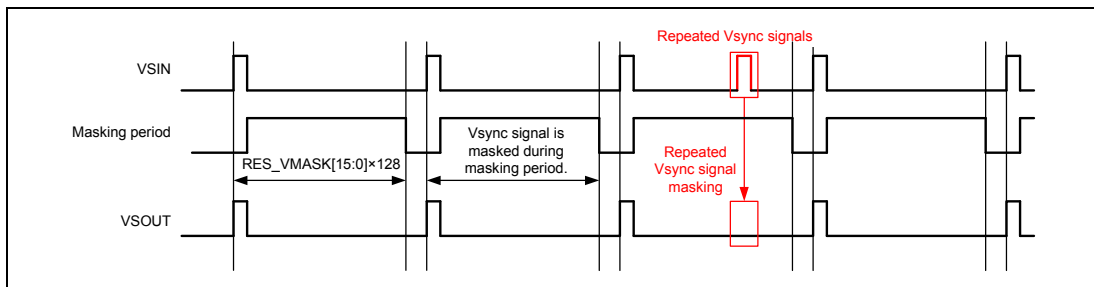 Repeated Vsync signals
VSIN
Masking period
Vsync signal is
masked during
masking period.
RES_VMASK[15:0]×128
Repeated
Vsync signal
masking
VSOUT